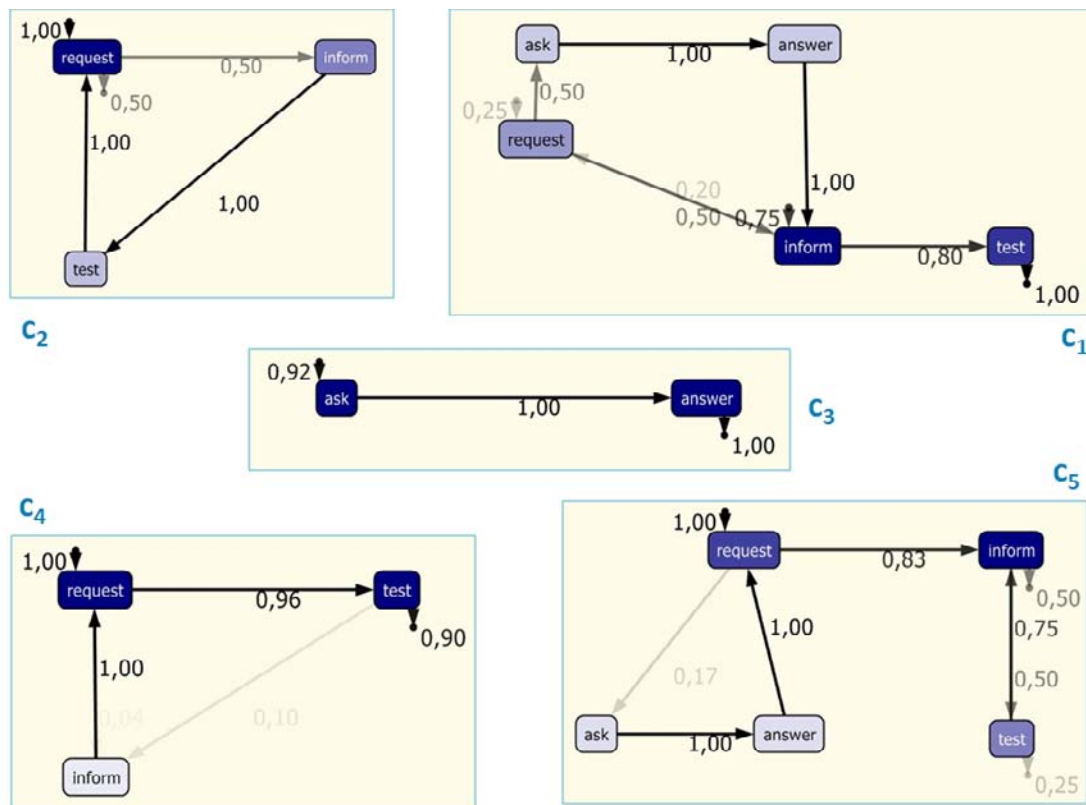 1,00
request
0,50
inform
0,50
1,00
1,00
test
c2
ask
1,00
answer
0,25
0,50
request
0,20
0,50
0,75
1,00
inform
0,80
test
1,00
c1
0,92
ask
1,00
answer
1,00
c3
c4
1,00
request
0,96
test
0,90
1,00
0,04
0,10
inform
c5
1,00
request
0,83
inform
0,50
0,75
1,00
0,17
0,50
ask
1,00
answer
test
0,25